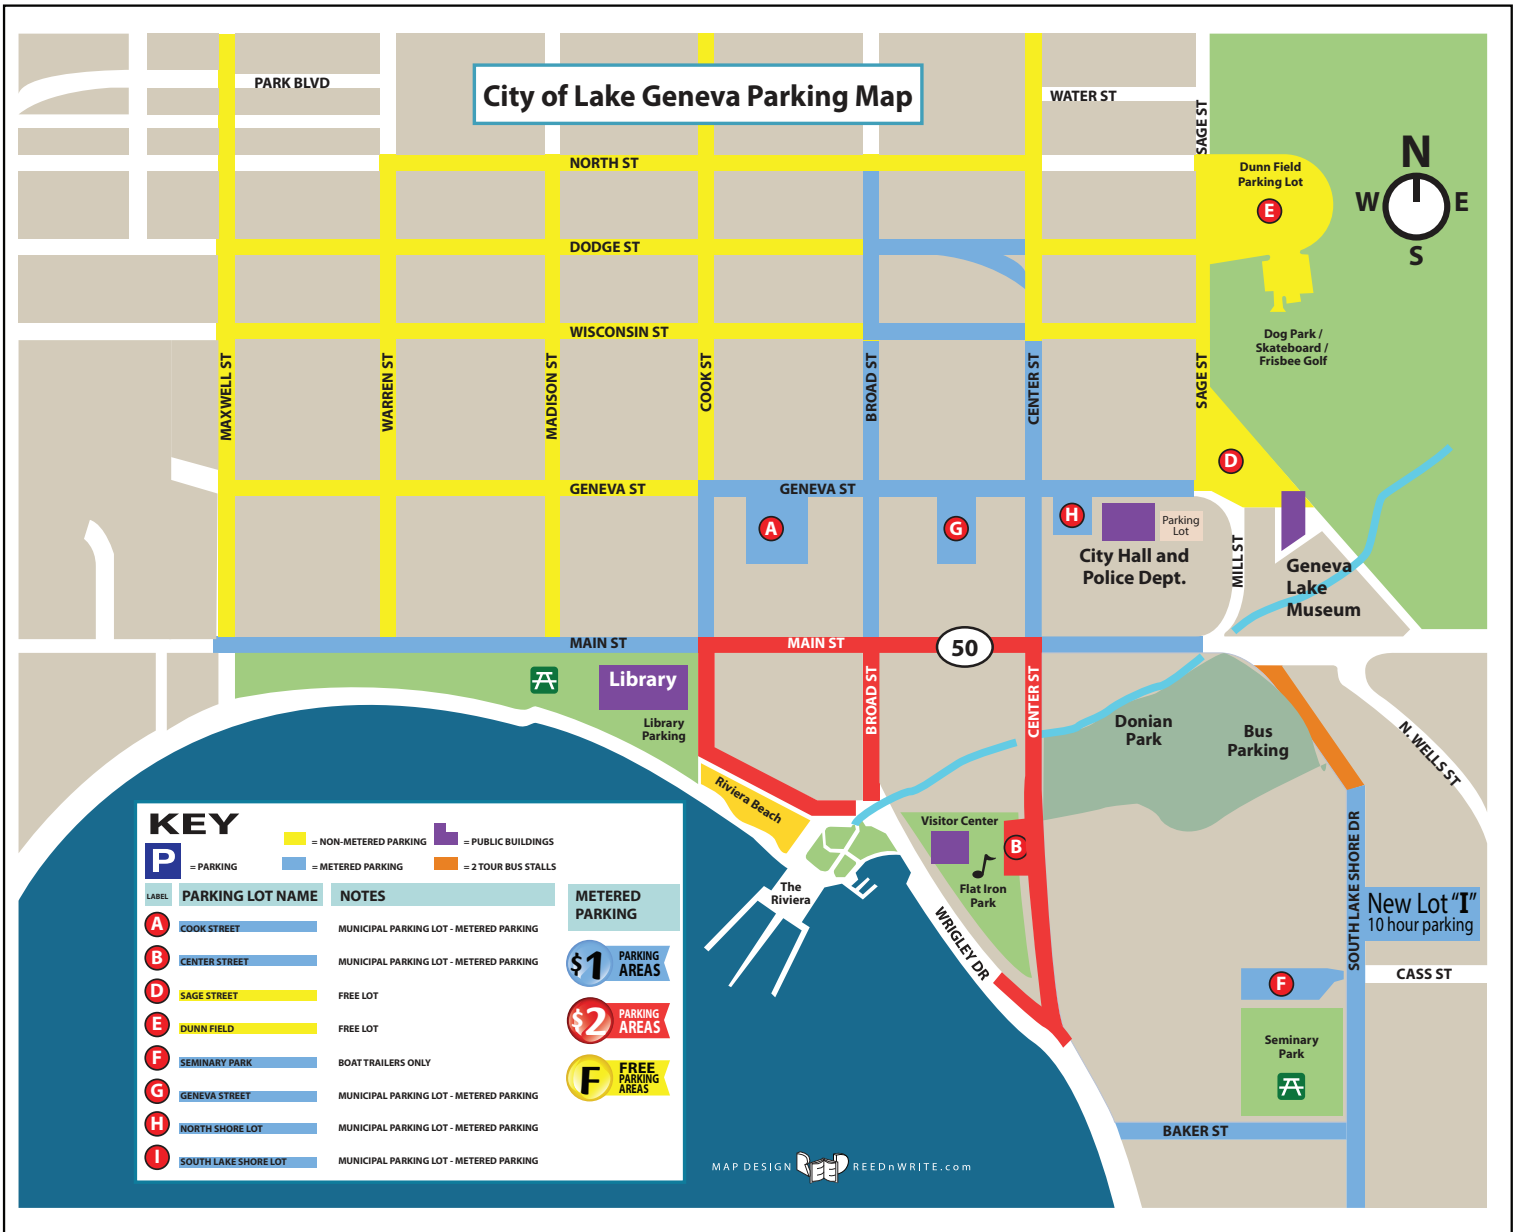 City of Lake Geneva Parking Map
PARK BLVD
WATER ST
SAGE ST
NORTH ST
Dunn Field
Parking Lot
E
N
W
E
S
DODGE ST
WISCONSIN ST
Dog Park /
Skateboard /
Frisbee Golf
MAXWELL ST
WARREN ST
MADISON ST
COOK ST
BROAD ST
CENTER ST
SAGE ST
D
GENEVA ST
GENEVA ST
A
G
H
Parking
Lot
City Hall and
Police Dept.
MILL ST
Geneva
Lake
Museum
MAIN ST
MAIN ST
50
Library
Library
Parking
BROAD ST
CENTER ST
Donian
Park
Bus
Parking
N. WELLS ST
Riviera Beach
Visitor Center
B
Flat Iron
Park
The
Riviera
WRIGLEY DR
SOUTH LAKE SHORE DR
New Lot "I"
10 hour parking
CASS ST
F
Seminary
Park
BAKER ST
KEY
P
= PARKING
= NON-METERED PARKING
= METERED PARKING
= PUBLIC BUILDINGS
= 2 TOUR BUS STALLS
LABEL PARKING LOT NAME NOTES
A COOK STREET MUNICIPAL PARKING LOT - METERED PARKING
B CENTER STREET MUNICIPAL PARKING LOT - METERED PARKING
D SAGE STREET FREE LOT
E DUNN FIELD FREE LOT
F SEMINARY PARK BOAT TRAILERS ONLY
G GENEVA STREET MUNICIPAL PARKING LOT - METERED PARKING
H NORTH SHORE LOT MUNICIPAL PARKING LOT - METERED PARKING
I SOUTH LAKE SHORE LOT MUNICIPAL PARKING LOT - METERED PARKING
METERED
PARKING
$1 PARKING
AREAS
$2 PARKING
AREAS
F FREE
PARKING
AREAS
MAP DESIGN REEDnWRITE.com